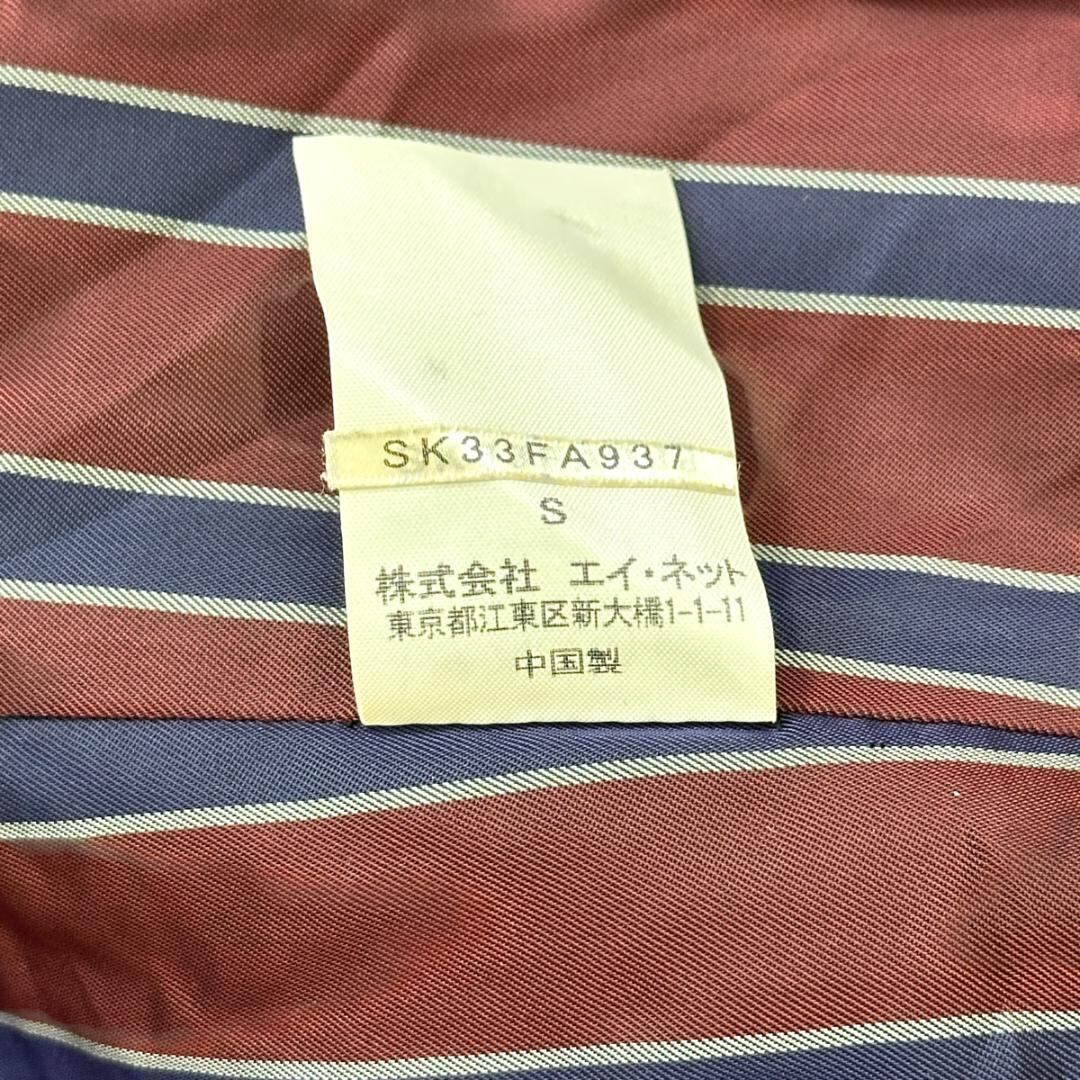 SK33FA937
S
株式会社 エイ・ネット
東京都江東区新大橋1-1-11
中国製